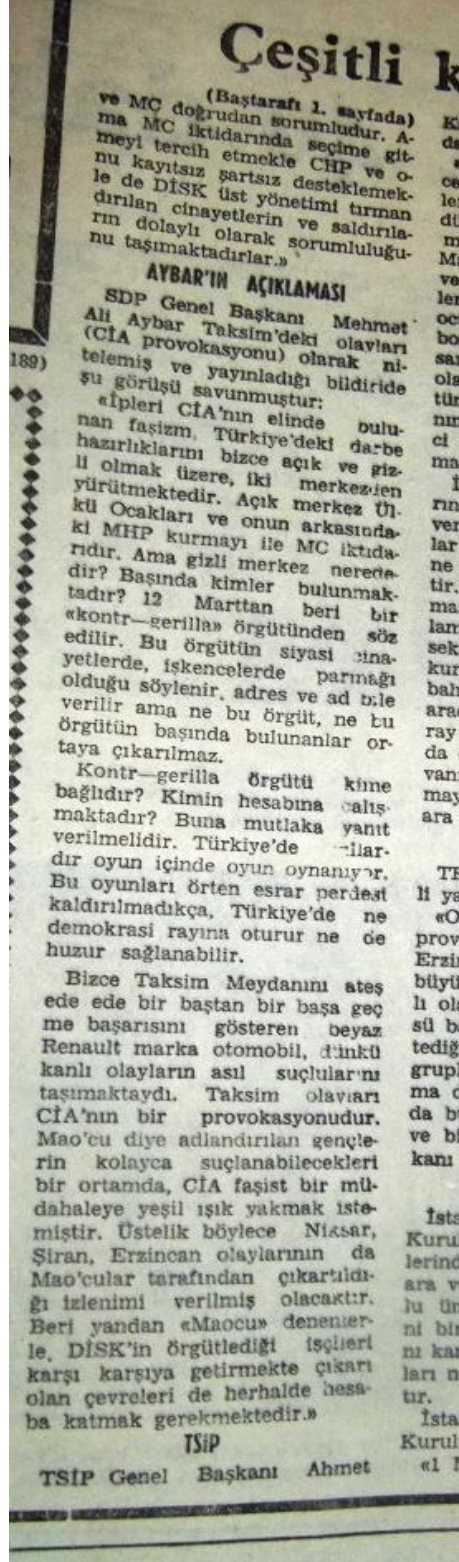 Çeşitli k
(Baştarafı 1. sayfada)
ve MC doğrudan sorumludur. A-
ma MC iktidarında seçime git-
meyi tercih etmekle CHP ve o-
nu kayıtsız şartsız desteklemek-
le de DİSK üst yönetimi tırman
dırılan cinayetlerin ve saldırıla-
rın dolaylı olarak sorumluluğu-
nu taşımaktadırlar.»
AYBAR'IN AÇIKLAMASI
SDP Genel Başkanı Mehmet
Ali Aybar Taksim'deki olayları
(CİA provokasyonu) olarak ni-
telemiş ve yayınladığı bildiride
şu görüşü savunmuştur:
«İpleri CİA'nın elinde bulu-
nan faşizm, Türkiye'deki darbe
hazırlıklarını bizce açık ve giz-
li olmak üzere, iki merkezden
yürütmektedir. Açık merkez Ül-
kü Ocakları ve onun arkasında-
ki MHP kurmayı ile MC iktida-
rıdır. Ama gizli merkez nerede-
dir? Başında kimler bulunmak-
tadır? 12 Marttan beri bir
«kontr—gerilla» örgütünden söz
edilir. Bu örgütün siyasi cina-
yetlerde, işkencelerde parmağı
olduğu söylenir, adres ve ad bile
verilir ama ne bu örgüt, ne bu
örgütün başında bulunanlar or-
taya çıkarılmaz.
Kontr—gerilla örgütü kime
bağlıdır? Kimin hesabına çalış-
maktadır? Buna mutlaka yanıt
verilmelidir. Türkiye'de yıllar-
dır oyun içinde oyun oynanıyor.
Bu oyunları örten esrar perdesi
kaldırılmadıkça, Türkiye'de ne
demokrasi rayına oturur ne de
huzur sağlanabilir.
Bizce Taksim Meydanını ateş
ede ede bir baştan bir başa geç
me başarısını gösteren beyaz
Renault marka otomobil, dünkü
kanlı olayların asıl suçlularını
taşımaktaydı. Taksim olayları
CİA'nın bir provokasyonudur.
Mao'cu diye adlandırılan gençle-
rin kolayca suçlanabilecekleri
bir ortamda, CİA faşist bir mü-
dahaleye yeşil ışık yakmak iste-
miştir. Üstelik böylece Niksar,
Şiran, Erzincan olaylarının da
Mao'cular tarafından çıkartıldı-
ğı izlenimi verilmiş olacaktır.
Beri yandan «Maocu» denenler-
le, DİSK'in örgütlediği işçileri
karşı karşıya getirmekte çıkarı
olan çevreleri de herhalde hesa-
ba katmak gerekmektedir.»
TSİP
TSİP Genel Başkanı Ahmet
189)